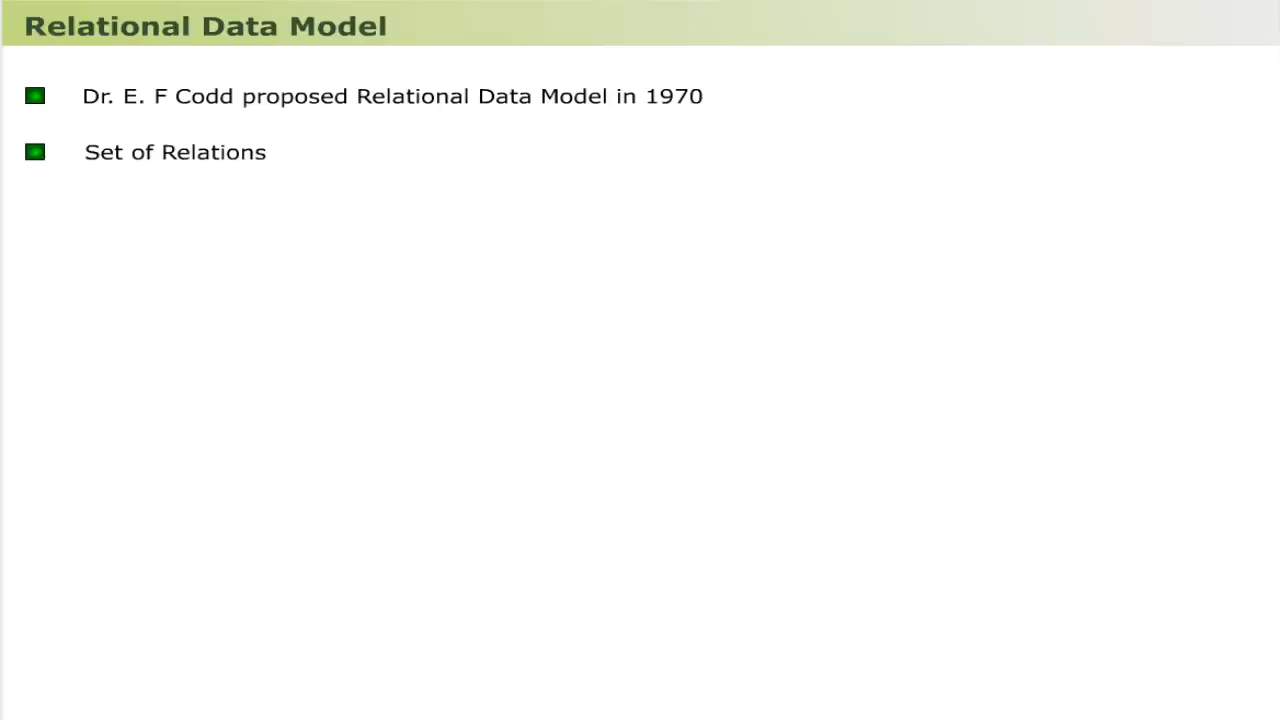 Relational Data Model
Dr. E. F Codd proposed Relational Data Model in 1970
Set of Relations